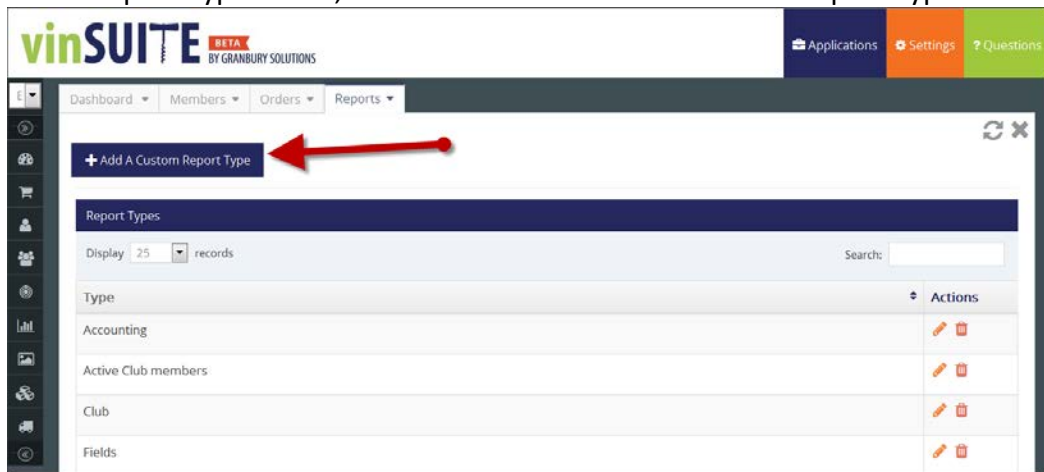 vinSUITE BETA
BY GRANBURY SOLUTIONS
Applications Settings ? Questions
E
Dashboard Members Orders Reports
+ Add A Custom Report Type
Report Types
Display 25 records Search:
Type Actions
Accounting
Active Club members
Club
Fields